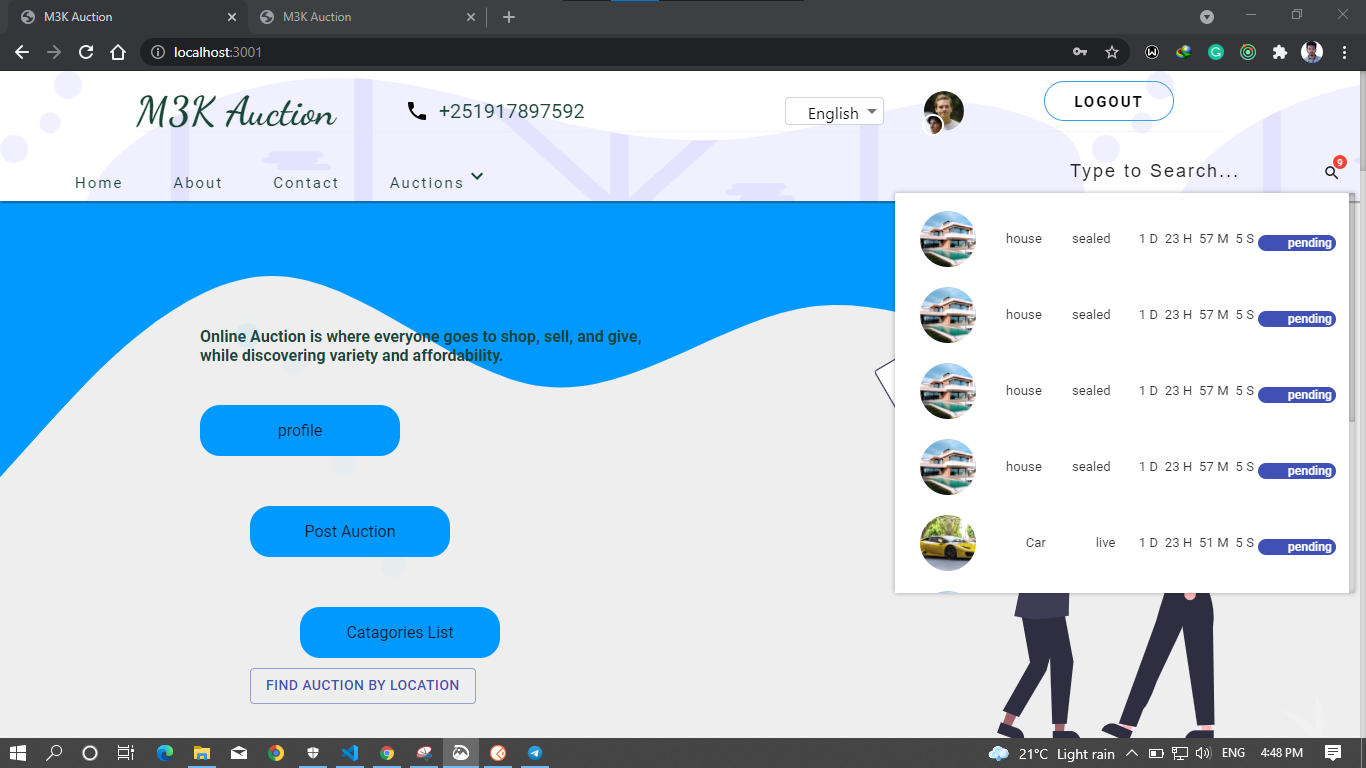 M3K Auction
M3K Auction
localhost:3001
M3K Auction
+251917897592
English
LOGOUT
Home
About
Contact
Auctions
Type to Search...
9
house sealed 1 D 23 H 57 M 5 S pending
house sealed 1 D 23 H 57 M 5 S pending
house sealed 1 D 23 H 57 M 5 S pending
house sealed 1 D 23 H 57 M 5 S pending
Car live 1 D 23 H 51 M 5 S pending
Online Auction is where everyone goes to shop, sell, and give,
while discovering variety and affordability.
profile
Post Auction
Catagories List
FIND AUCTION BY LOCATION
21°C Light rain
ENG
4:48 PM